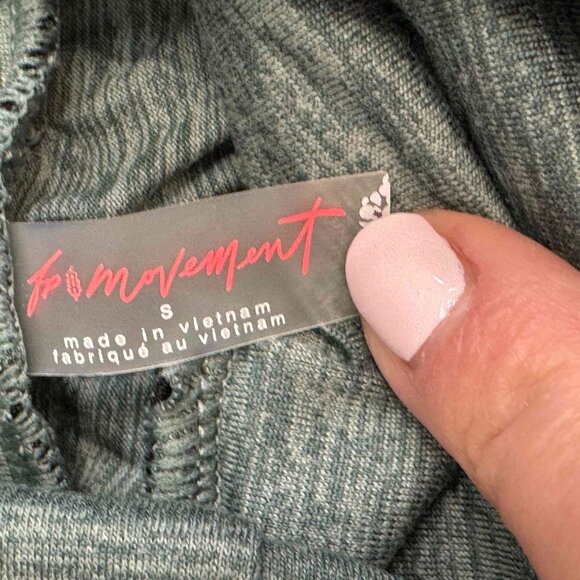 fp movement
S
made in vietnam
fabriqué au vietnam